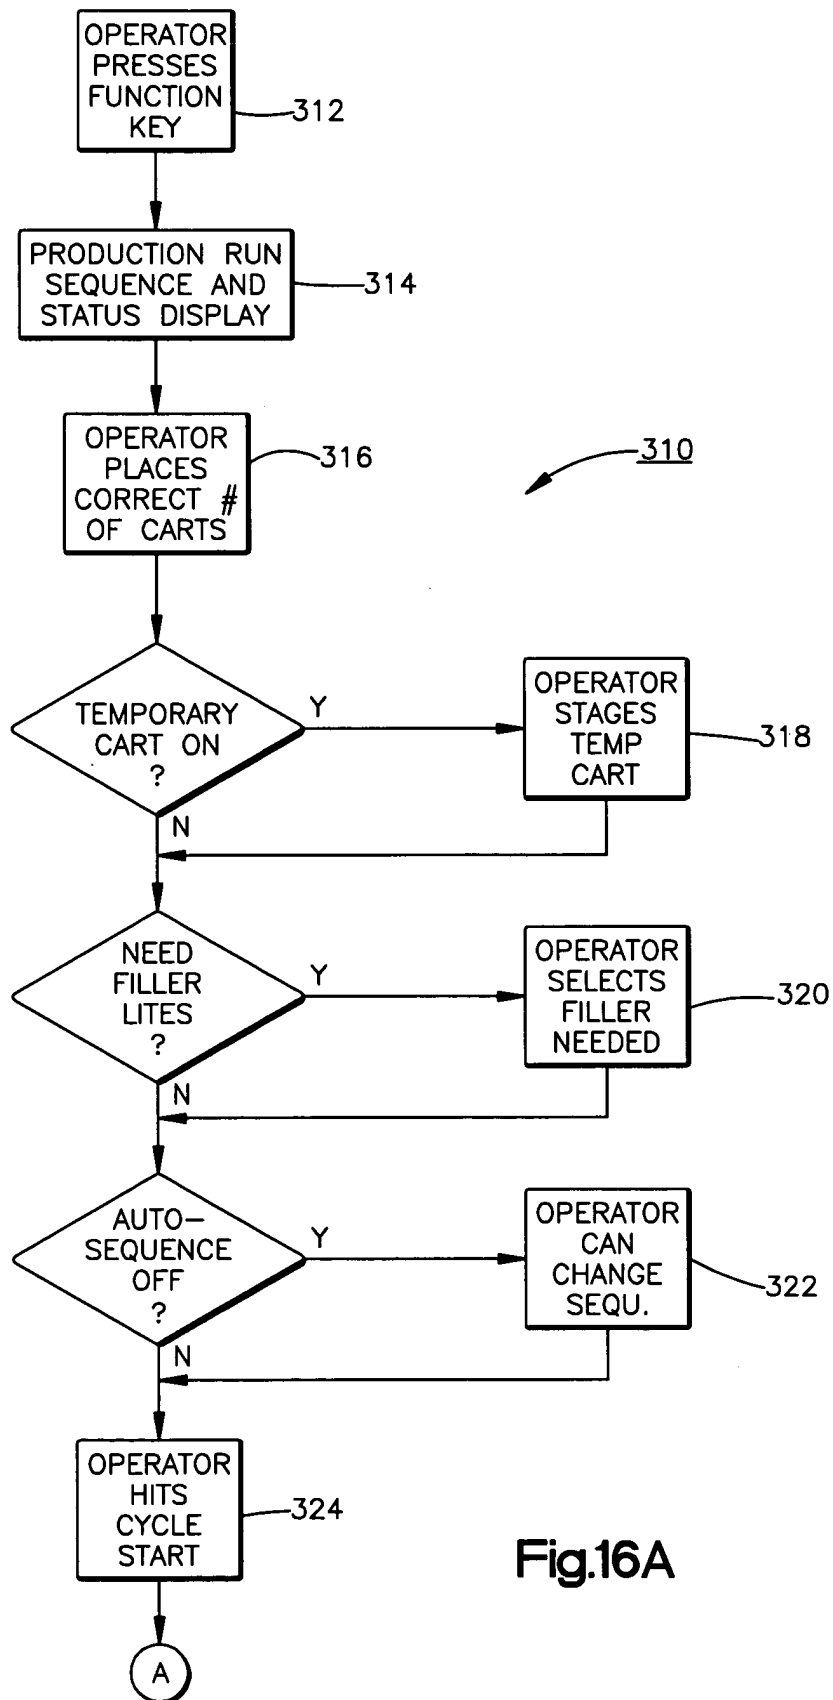 OPERATOR
PRESSES
FUNCTION
KEY
312
PRODUCTION RUN
SEQUENCE AND
STATUS DISPLAY
314
OPERATOR
PLACES
CORRECT #
OF CARTS
316
310
TEMPORARY
CART ON
?
Y
N
OPERATOR
STAGES
TEMP
CART
318
NEED
FILLER
LITES
?
Y
N
OPERATOR
SELECTS
FILLER
NEEDED
320
AUTO-
SEQUENCE
OFF
?
Y
N
OPERATOR
CAN
CHANGE
SEQU.
322
OPERATOR
HITS
CYCLE
START
324
A
Fig.16A